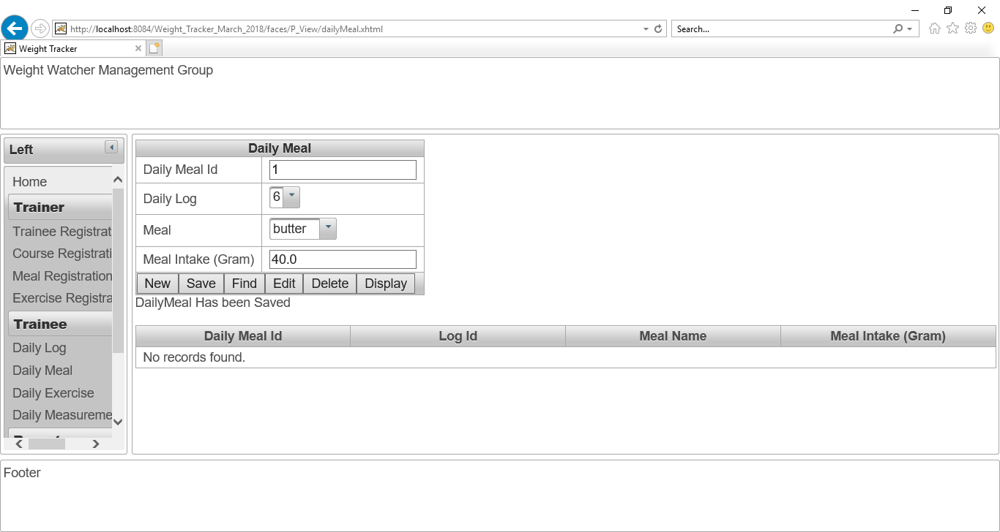 http://localhost:8084/Weight_Tracker_March_2018/faces/P_View/dailyMeal.xhtml
Search...
Weight Tracker
Weight Watcher Management Group
Left
Home
Trainer
Trainee Registrat
Course Registrati
Meal Registration
Exercise Registra
Trainee
Daily Log
Daily Meal
Daily Exercise
Daily Measureme
Daily Meal
Daily Meal Id 1
Daily Log 6
Meal butter
Meal Intake (Gram) 40.0
New Save Find Edit Delete Display
DailyMeal Has been Saved
Daily Meal Id Log Id Meal Name Meal Intake (Gram)
No records found.
Footer